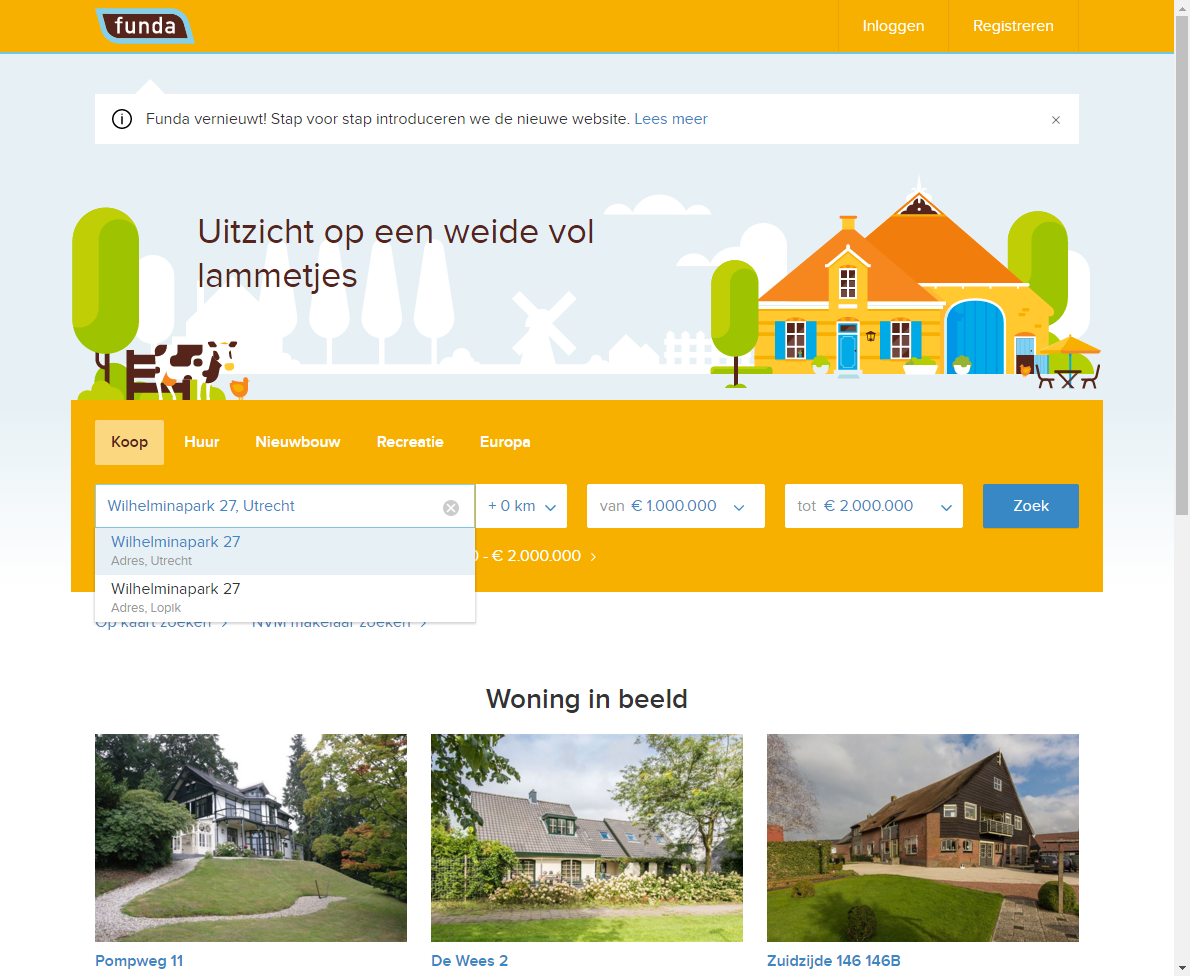 funda
Inloggen
Registreren
Funda vernieuwt! Stap voor stap introduceren we de nieuwe website. Lees meer
Uitzicht op een weide vol
lammetjes
Koop
Huur
Nieuwbouw
Recreatie
Europa
Wilhelminapark 27, Utrecht
+ 0 km
van € 1.000.000
tot € 2.000.000
Zoek
Wilhelminapark 27
Adres, Utrecht
- € 2.000.000
Wilhelminapark 27
Adres, Lopik
Op kaart zoeken
NVM makelaar zoeken
Woning in beeld
Pompweg 11
De Wees 2
Zuidzijde 146 146B